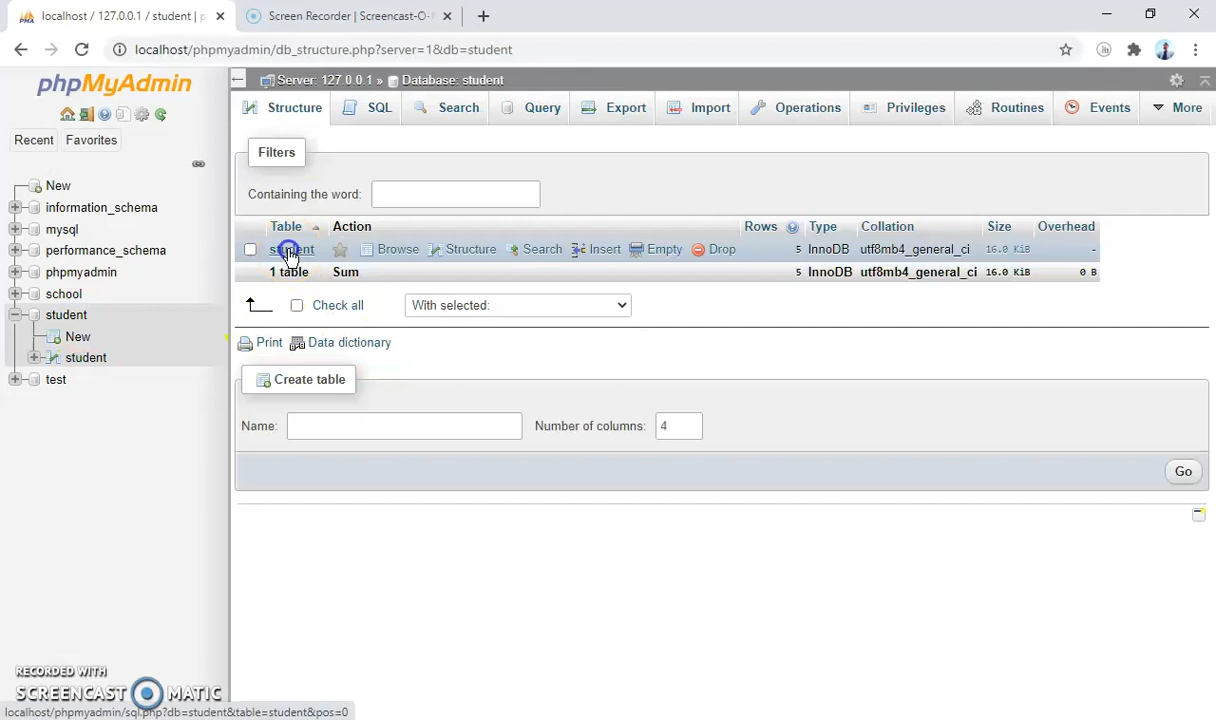 localhost / 127.0.0.1 / student | p
Screen Recorder | Screencast-O-
localhost/phpmyadmin/db_structure.php?server=1&db=student
phpMyAdmin
Server: 127.0.0.1 » Database: student
Structure SQL Search Query Export Import Operations Privileges Routines Events More
Recent Favorites
Filters
Containing the word:
New
information_schema
mysql
performance_schema
phpmyadmin
school
student
New
student
test
Table Action Rows Type Collation Size Overhead
student Browse Structure Search Insert Empty Drop 5 InnoDB utf8mb4_general_ci 16.0 KiB -
1 table Sum 5 InnoDB utf8mb4_general_ci 16.0 KiB 0 B
Check all With selected:
Print Data dictionary
Create table
Name: Number of columns: 4
Go
RECORDED WITH
SCREENCAST MATIC
localhost/phpmyadmin/sql.php?db=student&table=student&pos=0